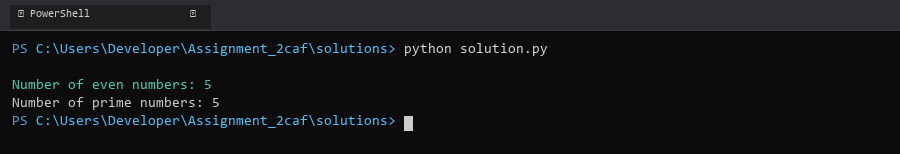 PowerShell
PS C:\Users\Developer\Assignment_2caf\solutions> python solution.py
Number of even numbers: 5
Number of prime numbers: 5
PS C:\Users\Developer\Assignment_2caf\solutions>